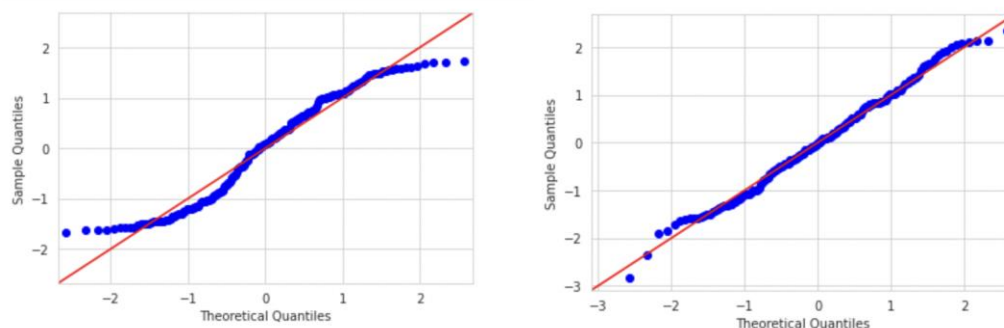 Sample Quantiles
2
1
0
−1
−2
−2 −1 0 1 2
Theoretical Quantiles
Sample Quantiles
2
1
0
−1
−2
−3
−3 −2 −1 0 1 2
Theoretical Quantiles